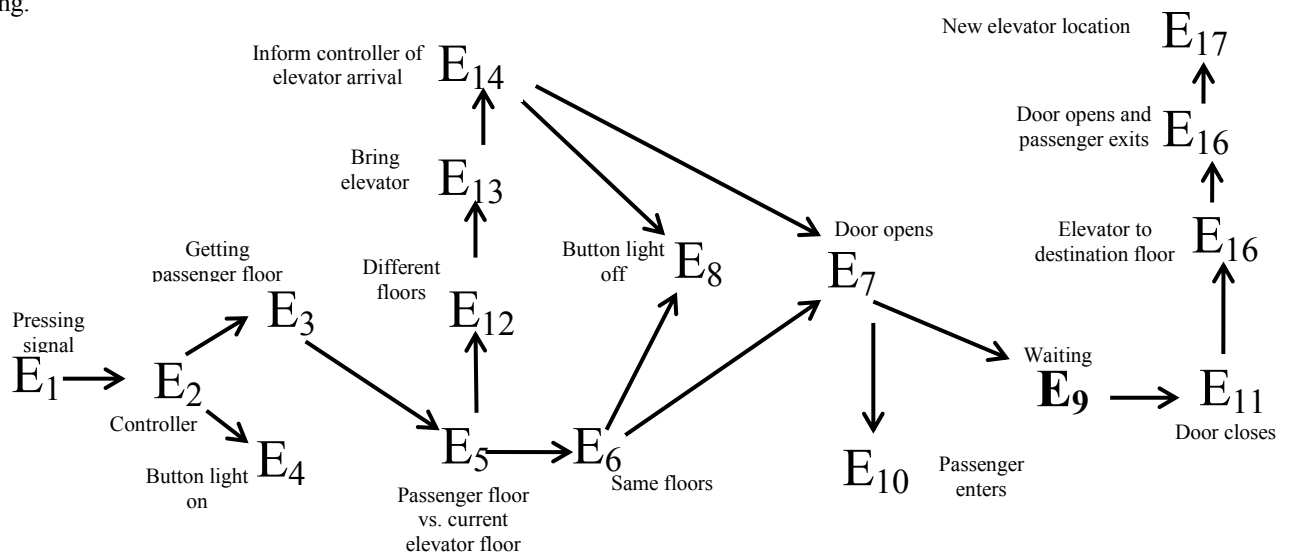 ng.
New elevator location
E17
Inform controller of
elevator arrival
E14
Door opens and
passenger exits
E16
Bring
elevator
E13
Elevator to
destination floor
E16
Door opens
E7
Button light
off
E8
Getting
passenger floor
E3
Different
floors
E12
Pressing
signal
E1
E2
Controller
Waiting
E9
E11
Door closes
Button light
on
E4
E5
Passenger floor
vs. current
elevator floor
E6
Same floors
E10
Passenger
enters